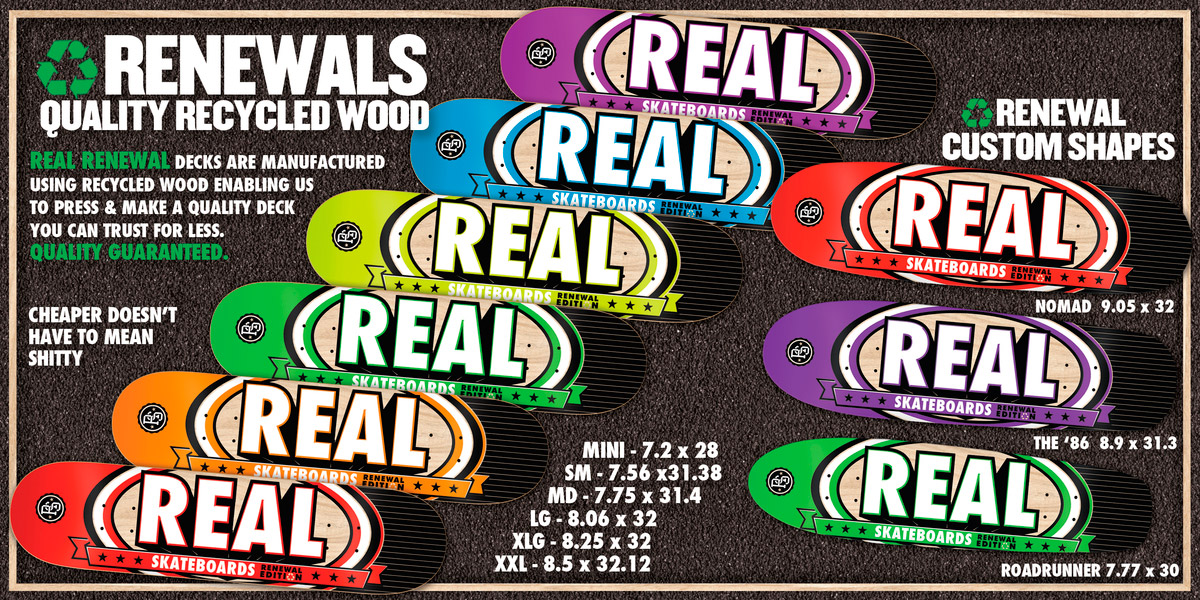 RENEWALS
QUALITY RECYCLED WOOD
REAL RENEWAL DECKS ARE MANUFACTURED
USING RECYCLED WOOD ENABLING US
TO PRESS & MAKE A QUALITY DECK
YOU CAN TRUST FOR LESS.
QUALITY GUARANTEED.
CHEAPER DOESN'T
HAVE TO MEAN
SHITTY
REAL
SKATEBOARDS RENEWAL
EDITION
REAL
SKATEBOARDS RENEWAL
EDITION
REAL
SKATEBOARDS RENEWAL
EDITION
REAL
SKATEBOARDS RENEWAL
EDITION
REAL
SKATEBOARDS RENEWAL
EDITION
REAL
SKATEBOARDS RENEWAL
EDITION
MINI - 7.2 x 28
SM - 7.56 x31.38
MD - 7.75 x 31.4
LG - 8.06 x 32
XLG - 8.25 x 32
XXL - 8.5 x 32.12
RENEWAL
CUSTOM SHAPES
REAL
SKATEBOARDS RENEWAL
EDITION
NOMAD 9.05 x 32
REAL
SKATEBOARDS RENEWAL
EDITION
THE '86 8.9 x 31.3
REAL
SKATEBOARDS RENEWAL
EDITION
ROADRUNNER 7.77 x 30